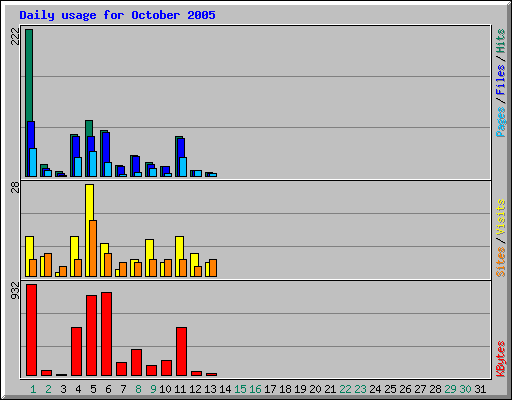 Daily usage for October 2005
222
Pages / Files / Hits
28
Sites / Visits
932
KBytes
1 2 3 4 5 6 7 8 9 10 11 12 13 14 15 16 17 18 19 20 21 22 23 24 25 26 27 28 29 30 31